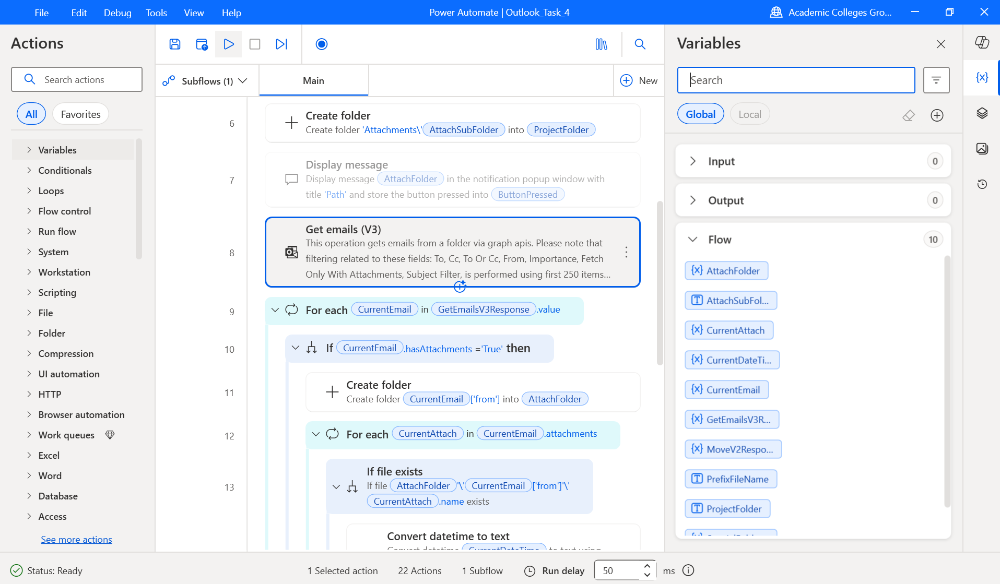 File Edit Debug Tools View Help
Power Automate | Outlook_Task_4
Academic Colleges Gro...
Actions
Search actions
All Favorites
Variables
Conditionals
Loops
Flow control
Run flow
System
Workstation
Scripting
File
Folder
Compression
UI automation
HTTP
Browser automation
Work queues
Excel
Word
Database
Access
See more actions
Subflows (1)
Main
New
6
Create folder
Create folder 'Attachments\' AttachSubFolder into ProjectFolder
7
Display message
Display message AttachFolder in the notification popup window with
title 'Path' and store the button pressed into ButtonPressed
8
Get emails (V3)
This operation gets emails from a folder via graph apis. Please note that
filtering related to these fields: To, Cc, To Or Cc, From, Importance, Fetch
Only With Attachments, Subject Filter, is performed using first 250 items...
9
For each CurrentEmail in GetEmailsV3Response .value
10
If CurrentEmail .hasAttachments ='True' then
11
Create folder
Create folder CurrentEmail ['from'] into AttachFolder
12
For each CurrentAttach in CurrentEmail .attachments
13
If file exists
If file AttachFolder '\' CurrentEmail ['from']'\'
CurrentAttach .name exists
Convert datetime to text
Convert datetime CurrentDateTime to text using
Variables
Search
Global Local
Input 0
Output 0
Flow 10
{x} AttachFolder
T AttachSubFol...
{x} CurrentAttach
{x} CurrentDateTi...
{x} CurrentEmail
{x} GetEmailsV3R...
{x} MoveV2Respo...
T PrefixFileName
T ProjectFolder
{x}
Status: Ready
1 Selected action
22 Actions
1 Subflow
Run delay 50 ms